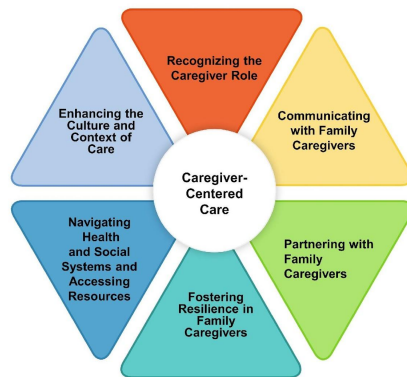 Recognizing the
Caregiver Role
Communicating
with Family
Caregivers
Partnering with
Family
Caregivers
Fostering
Resilience in
Family
Caregivers
Navigating
Health
and Social
Systems and
Accessing
Resources
Enhancing the
Culture and
Context of
Care
Caregiver-
Centered
Care